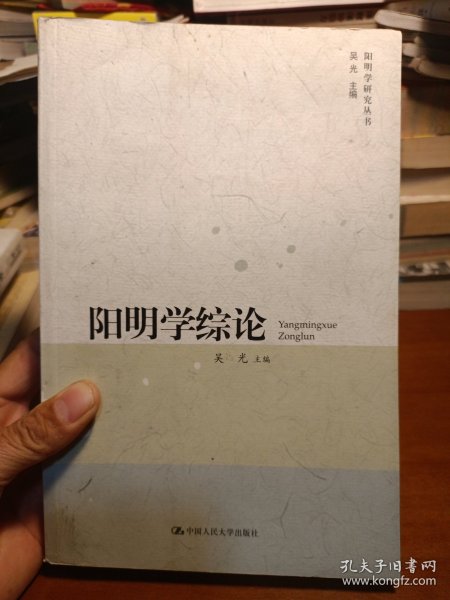 阳明学研究丛书
吴光 主编
阳明学综论
Yangmingxue
Zonglun
吴光 主编
中国人民大学出版社
孔夫子旧书网
www.kongfz.com